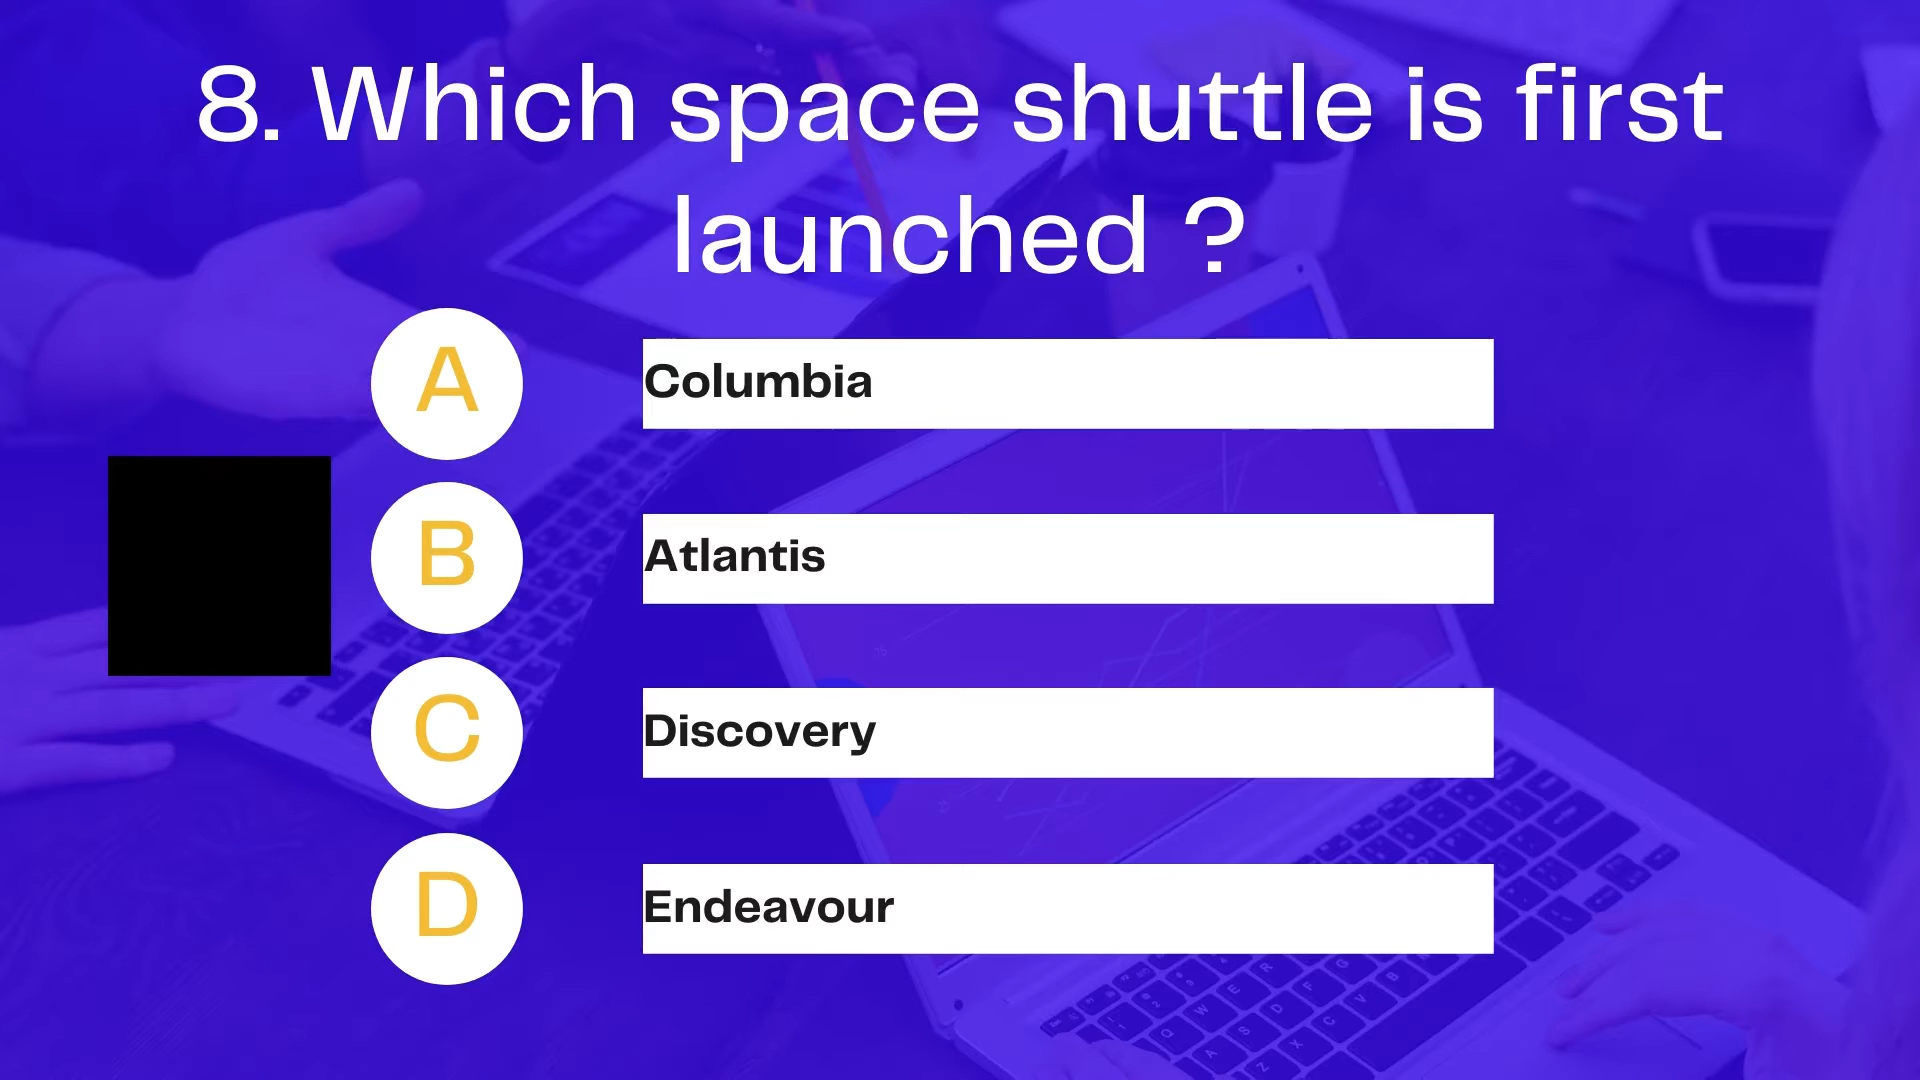 8. Which space shuttle is first
launched ?
A
Columbia
B
Atlantis
C
Discovery
D
Endeavour